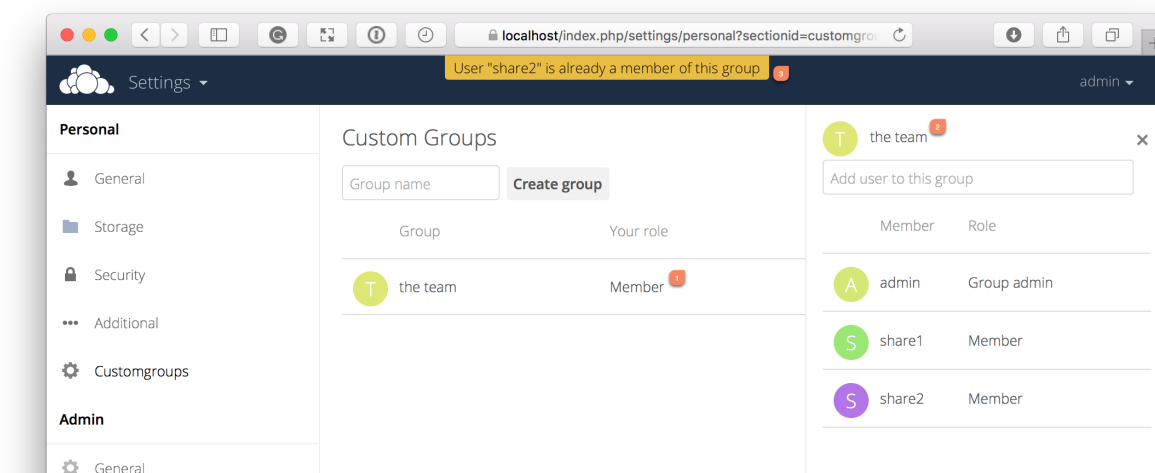 localhost/index.php/settings/personal?sectionid=customgro
User "share2" is already a member of this group
3
Settings
admin
Personal
General
Storage
Security
Additional
Customgroups
Admin
General
Custom Groups
Group name
Create group
Group
Your role
T
the team
Member
1
T
the team
2
Add user to this group
Member
Role
A
admin
Group admin
S
share1
Member
S
share2
Member